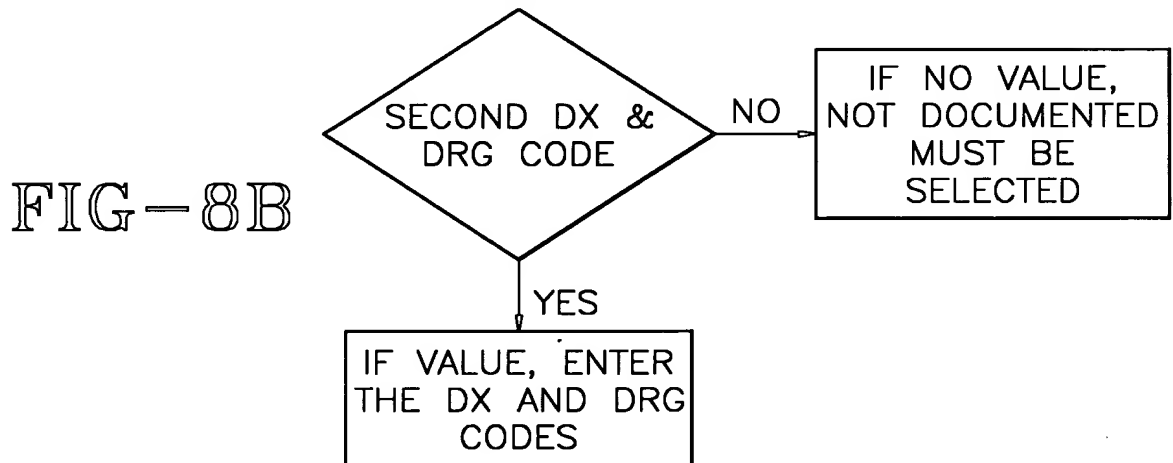 SECOND DX &
DRG CODE
NO
IF NO VALUE,
NOT DOCUMENTED
MUST BE
SELECTED
FIG-8B
YES
IF VALUE, ENTER
THE DX AND DRG
CODES